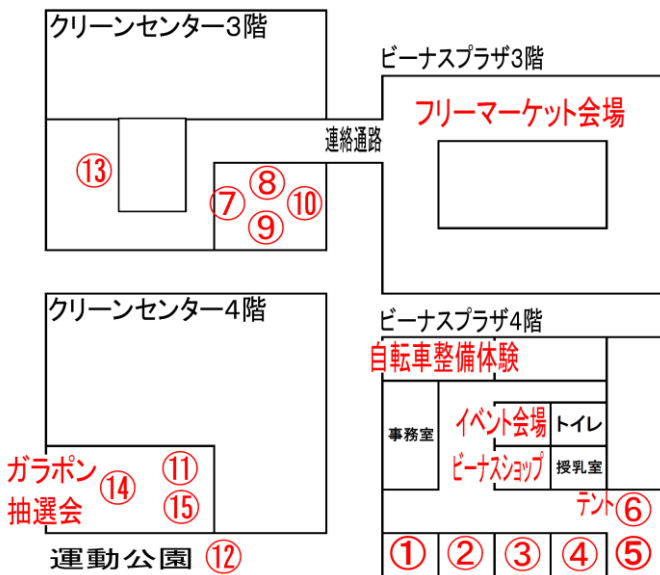 クリーンセンター3階
⑬
⑦
⑧
⑨
⑩
連絡通路
ビーナスプラザ3階
フリーマーケット会場
クリーンセンター4階
ガラポン
抽選会
⑭
⑪
⑮
運動公園 ⑫
ビーナスプラザ4階
自転車整備体験
事務室
イベント会場
トイレ
ビーナスショップ
授乳室
テント⑥
① ② ③ ④ ⑤